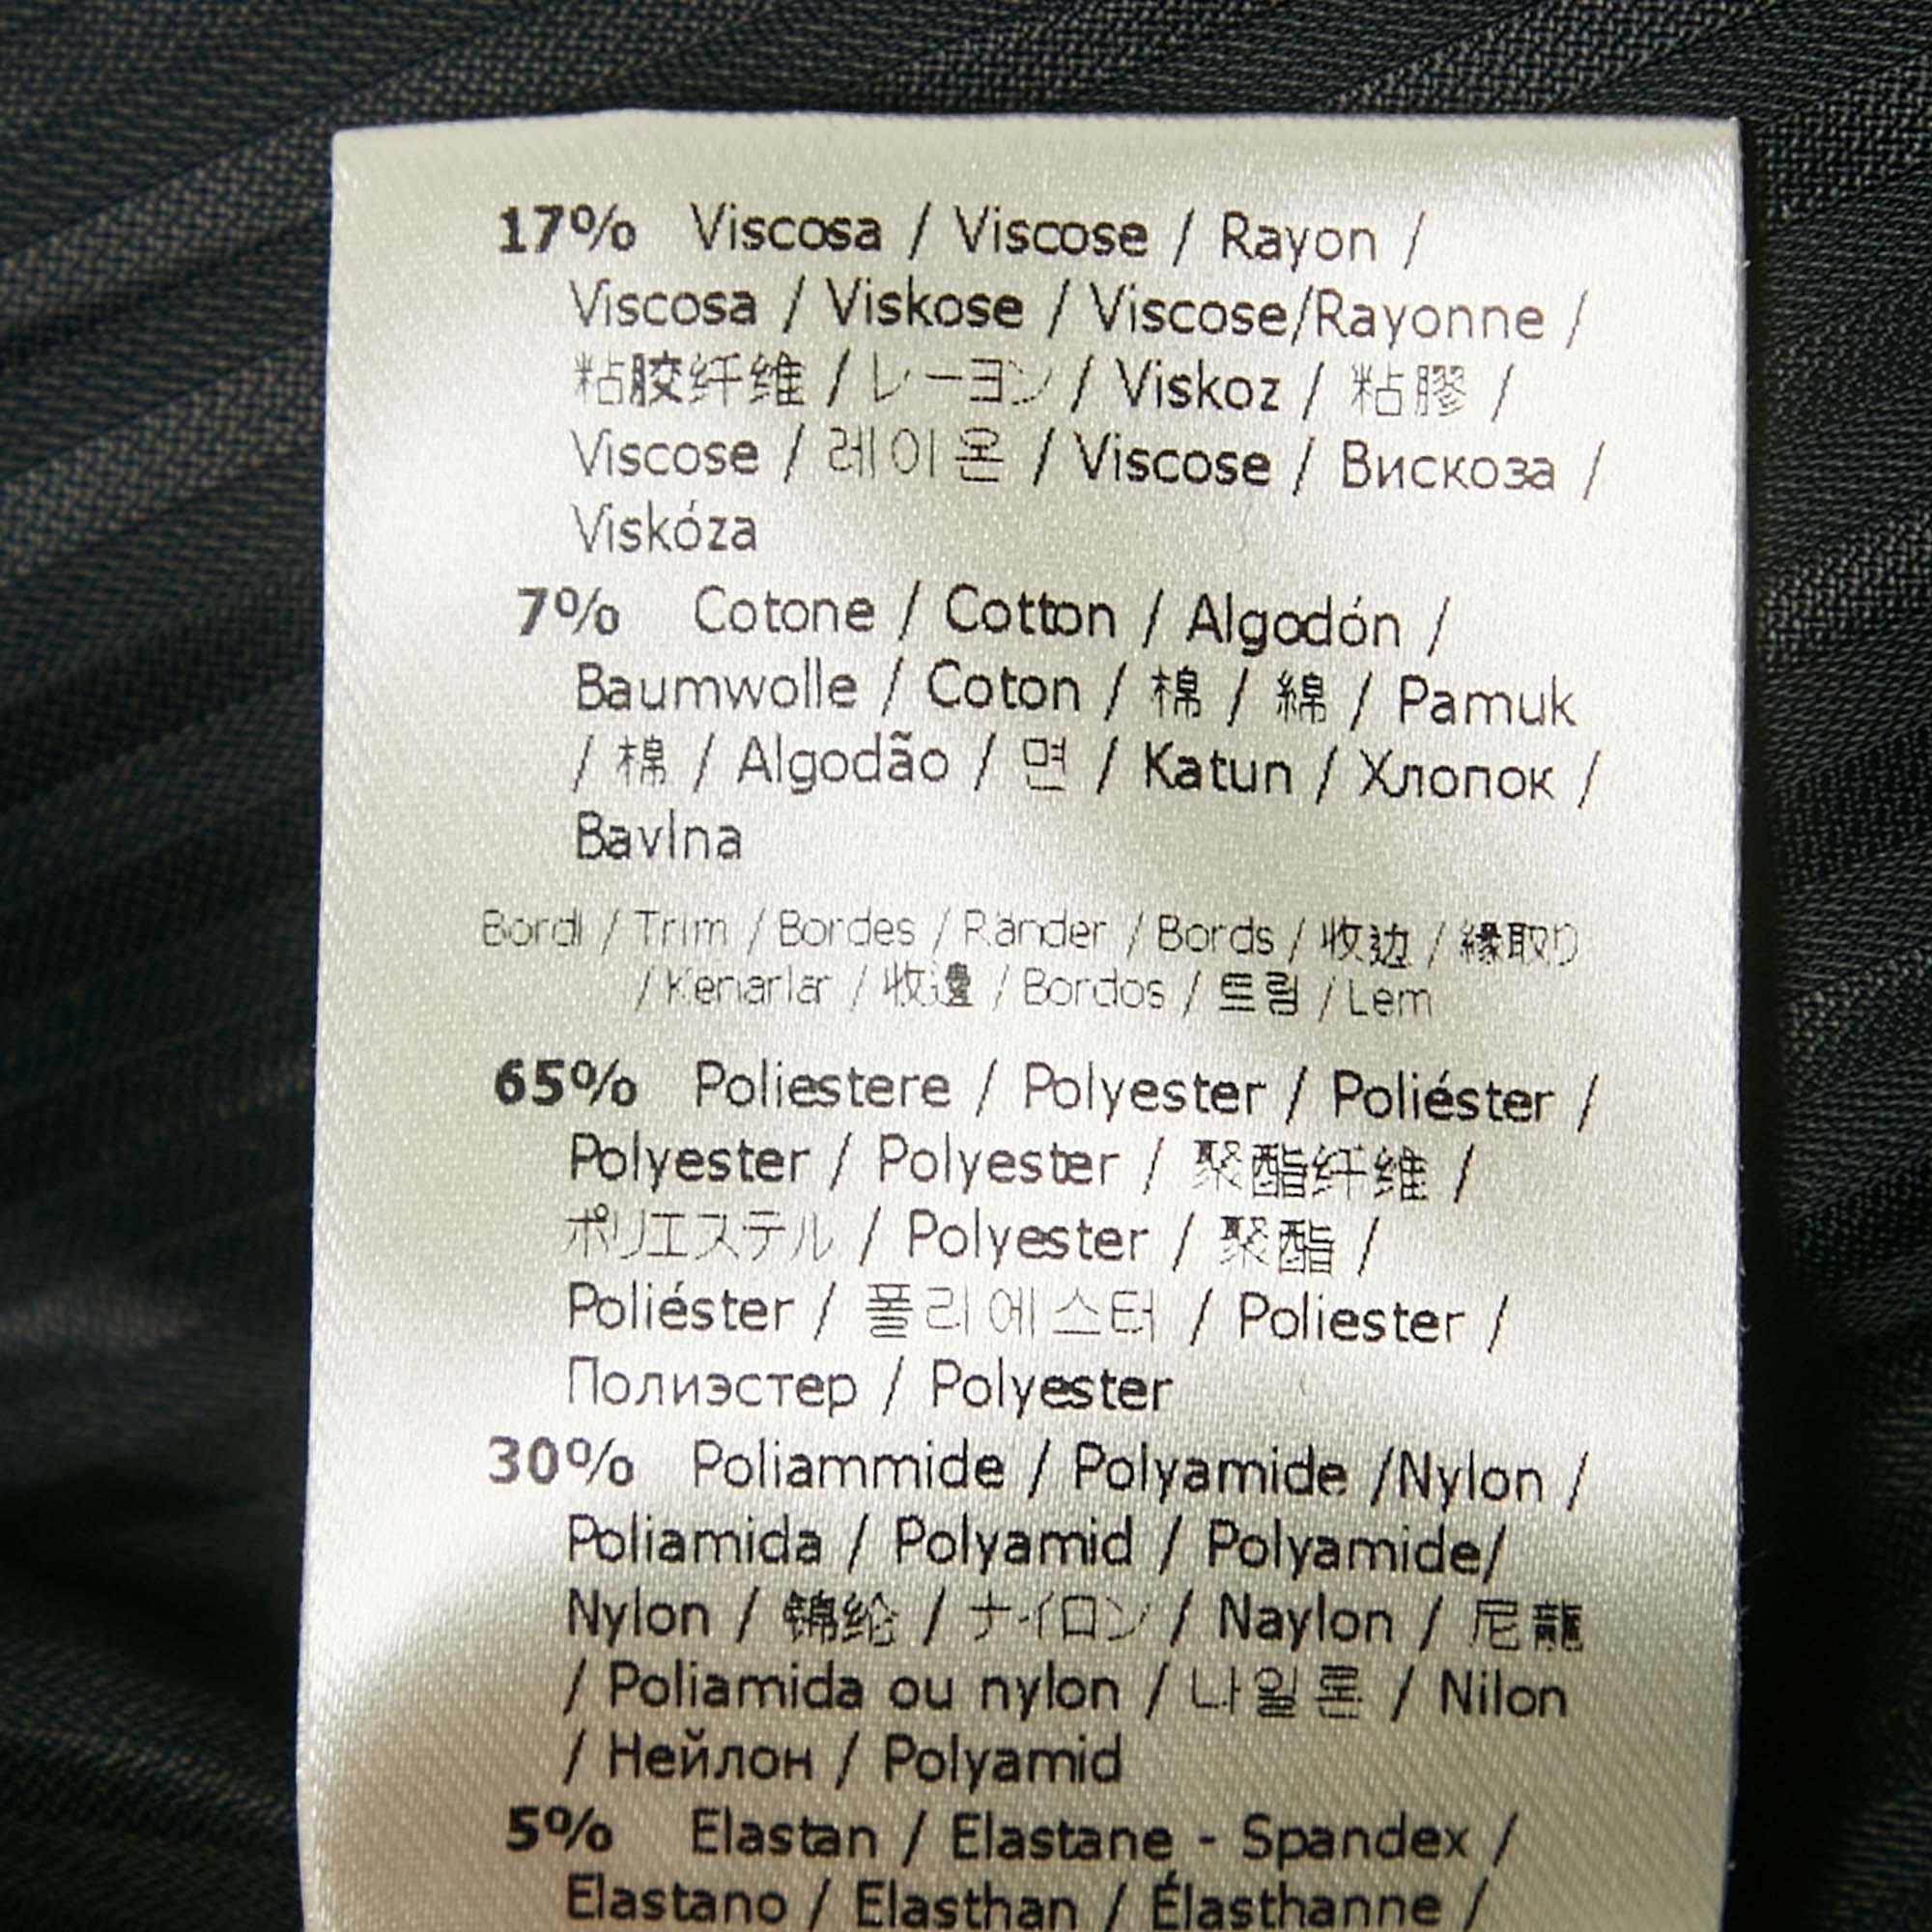 17% Viscosa / Viscose / Rayon /
Viscosa / Viskose / Viscose/Rayonne /
粘胶纤维 / レーヨン / Viskoz / 粘膠 /
Viscose / 레이온 / Viscose / Вискоза /
Viskóza
7% Cotone / Cotton / Algodón /
Baumwolle / Coton / 棉 / 綿 / Pamuk
/ 棉 / Algodão / 면 / Katun / Хлопок /
Bavlna
Bordi / Trim / Bordes / Ränder / Bords / 收边 / 縁取り
/ Kenarlar / 收邊 / Bordos / 트림 / Lem
65% Poliestere / Polyester / Poliéster /
Polyester / Polyester / 聚酯纤维 /
ポリエステル / Polyester / 聚酯 /
Poliéster / 폴리에스터 / Poliester /
Полиэстер / Polyester
30% Poliammide / Polyamide /Nylon /
Poliamida / Polyamid / Polyamide/
Nylon / 锦纶 / ナイロン / Naylon / 尼龍
/ Poliamida ou nylon / 나일론 / Nilon
/ Нейлон / Polyamid
5% Elastan / Elastane - Spandex /
Elastano / Elasthan / Élasthanne /